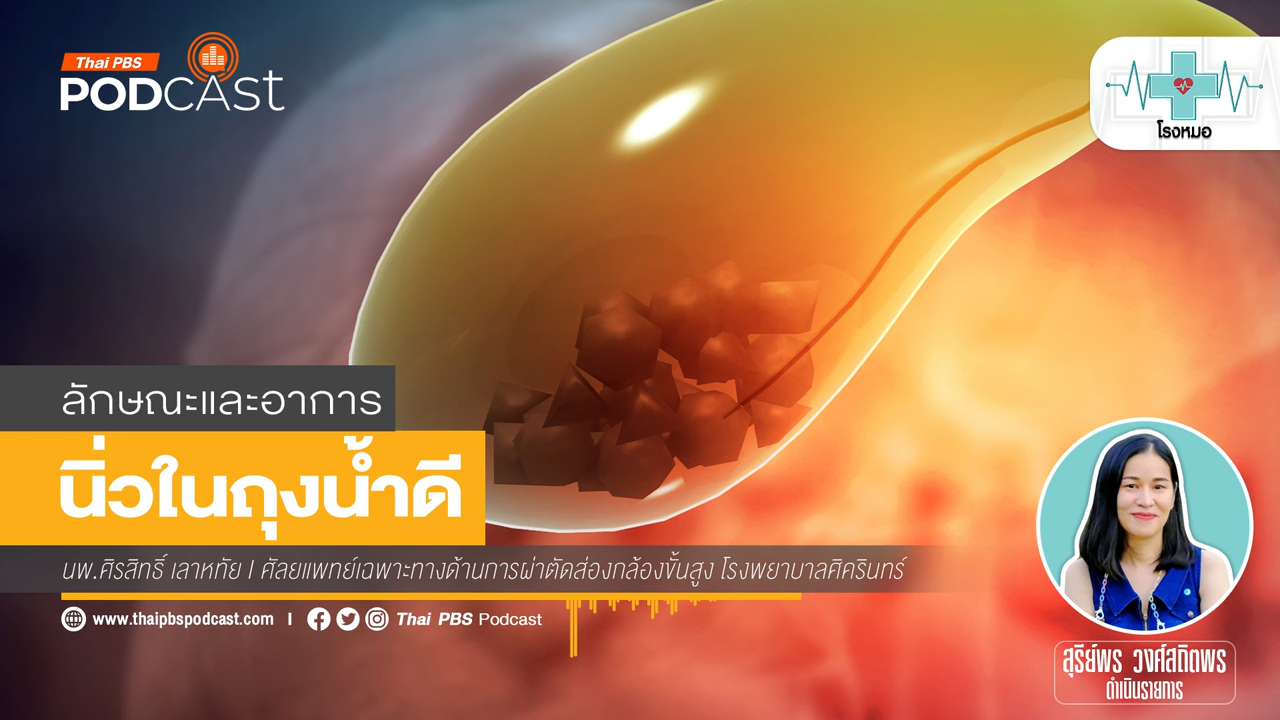 Thai PBS
PODCAST
โรงหมอ
ลักษณะและอาการ
นิ่วในถุงน้ำดี
นพ.ศิรสิทธิ์ เลาหทัย I ศัลยแพทย์เฉพาะทางด้านการผ่าตัดส่องกล้องขั้นสูง โรงพยาบาลศิครินทร์
www.thaipbspodcast.com I Thai PBS Podcast
สุรีย์พร วงศ์สถิตพร
ดำเนินรายการ